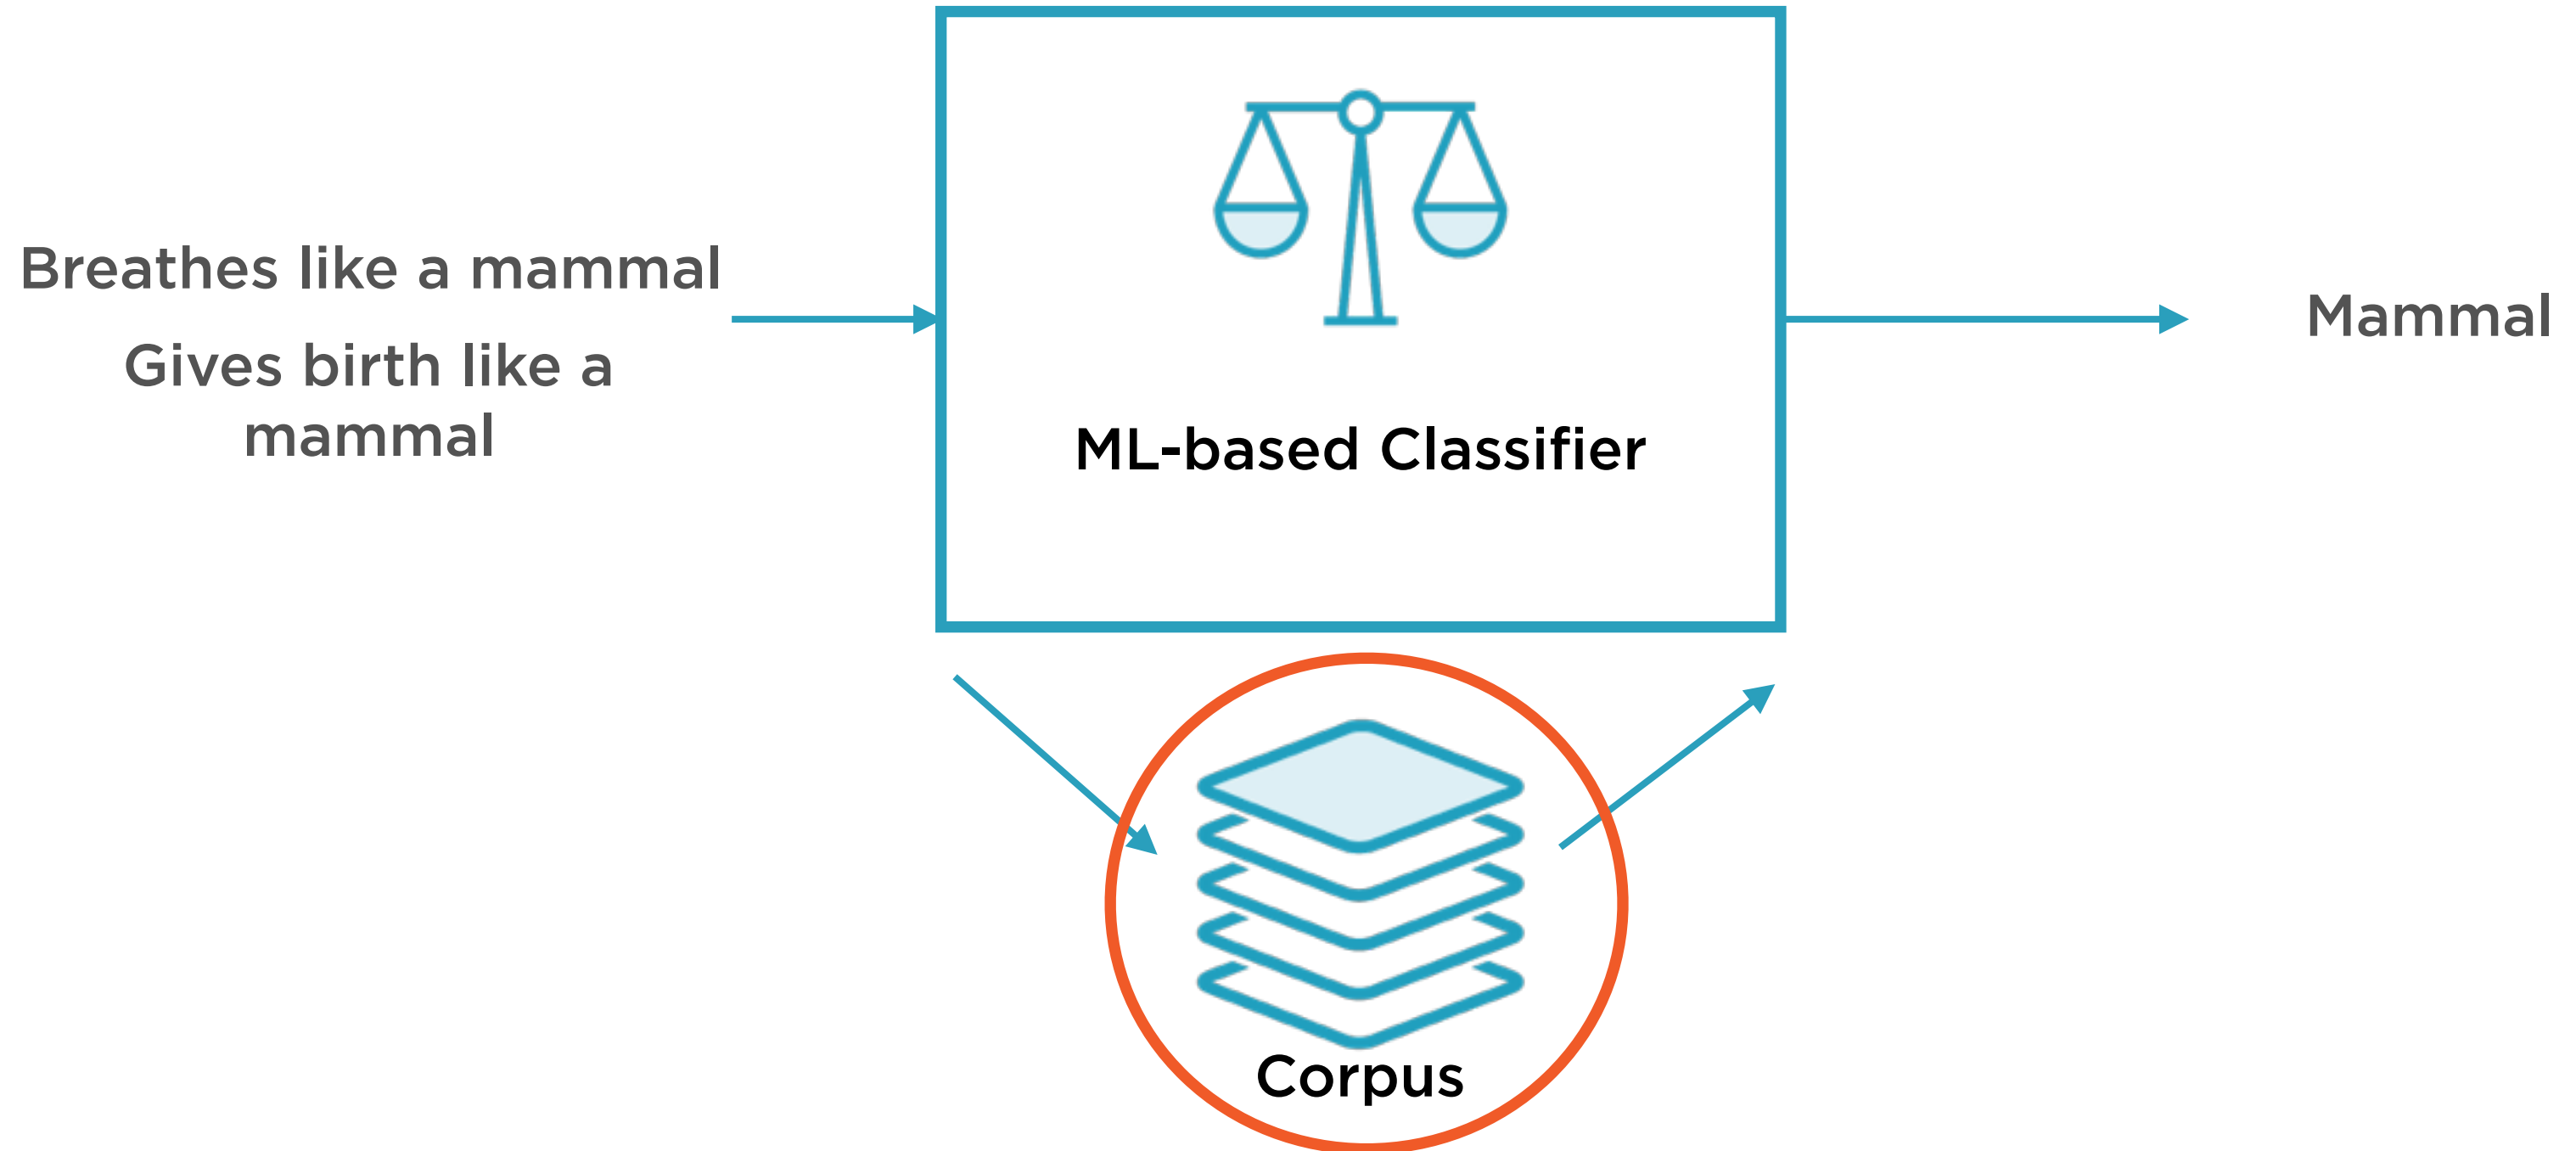 Breathes like a mammal
Gives birth like a
mammal
ML-based Classifier
Mammal
Corpus